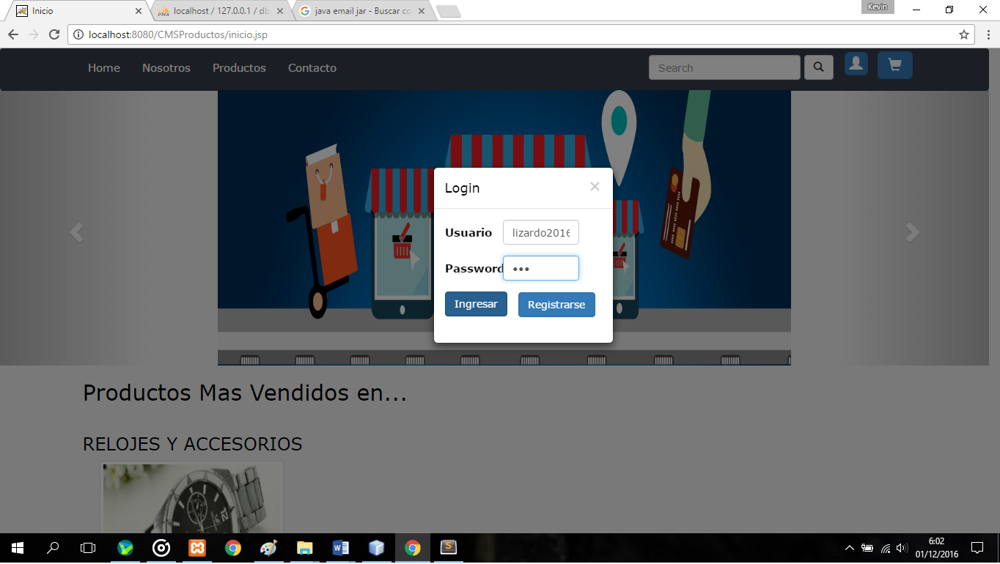 Inicio
localhost / 127.0.0.1 / db
java email jar - Buscar co
Kevin
localhost:8080/CMSProductos/inicio.jsp
Home Nosotros Productos Contacto Search
Login ×
Usuario lizardo2016
Password •••
Ingresar Registrarse
Productos Mas Vendidos en...
RELOJES Y ACCESORIOS
12
6:02
01/12/2016